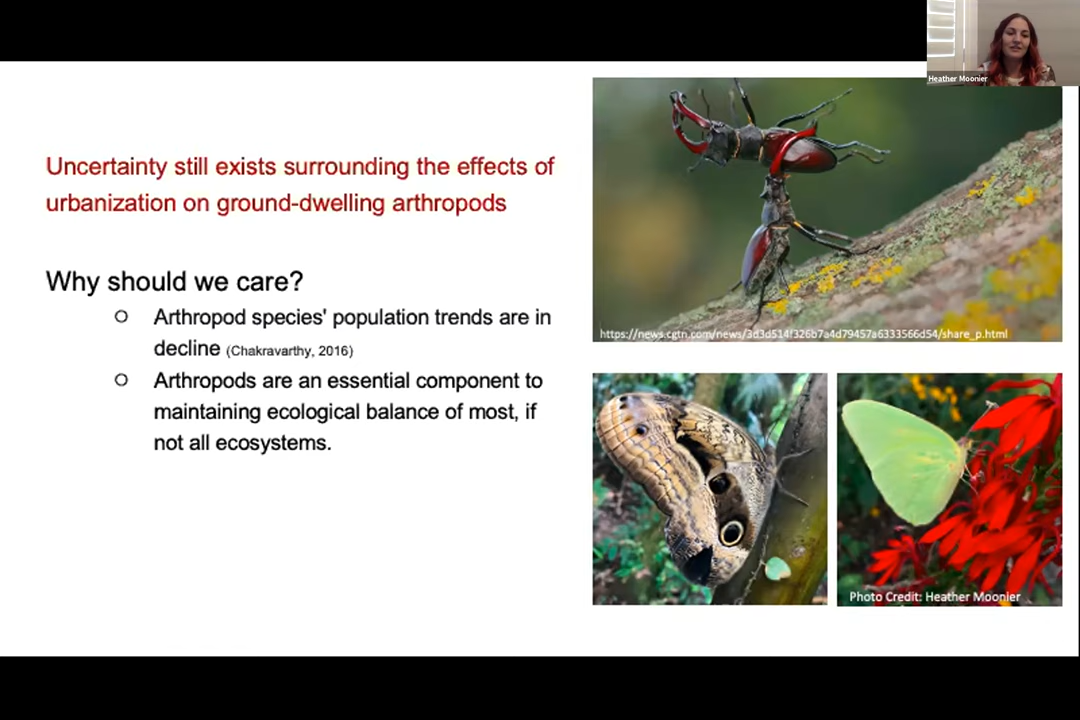 Heather Moonier
Uncertainty still exists surrounding the effects of
urbanization on ground-dwelling arthropods
Why should we care?
Arthropod species' population trends are in
decline (Chakravarthy, 2016)
Arthropods are an essential component to
maintaining ecological balance of most, if
not all ecosystems.
https://news.cgtn.com/news/3d3d514f326b7a4d79457a6333566d54/share_p.html
Photo Credit: Heather Moonier